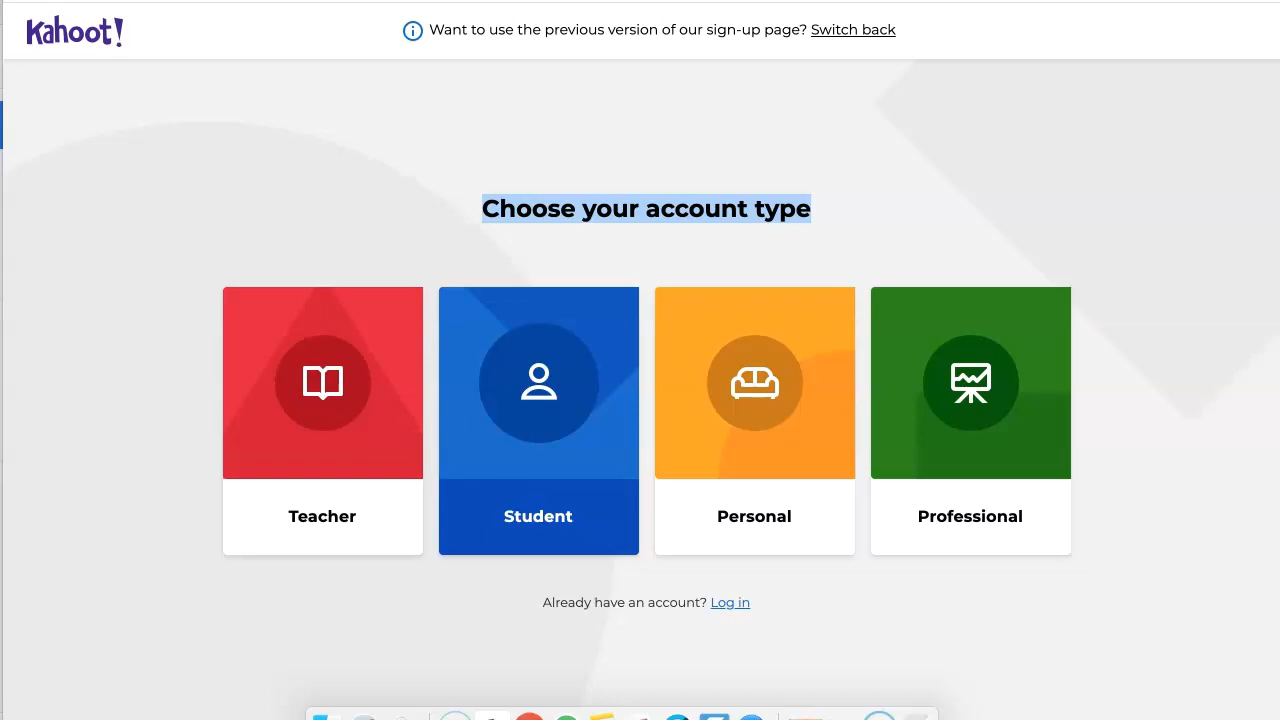 Kahoot!
Want to use the previous version of our sign-up page? Switch back
Choose your account type
Teacher
Student
Personal
Professional
Already have an account? Log in